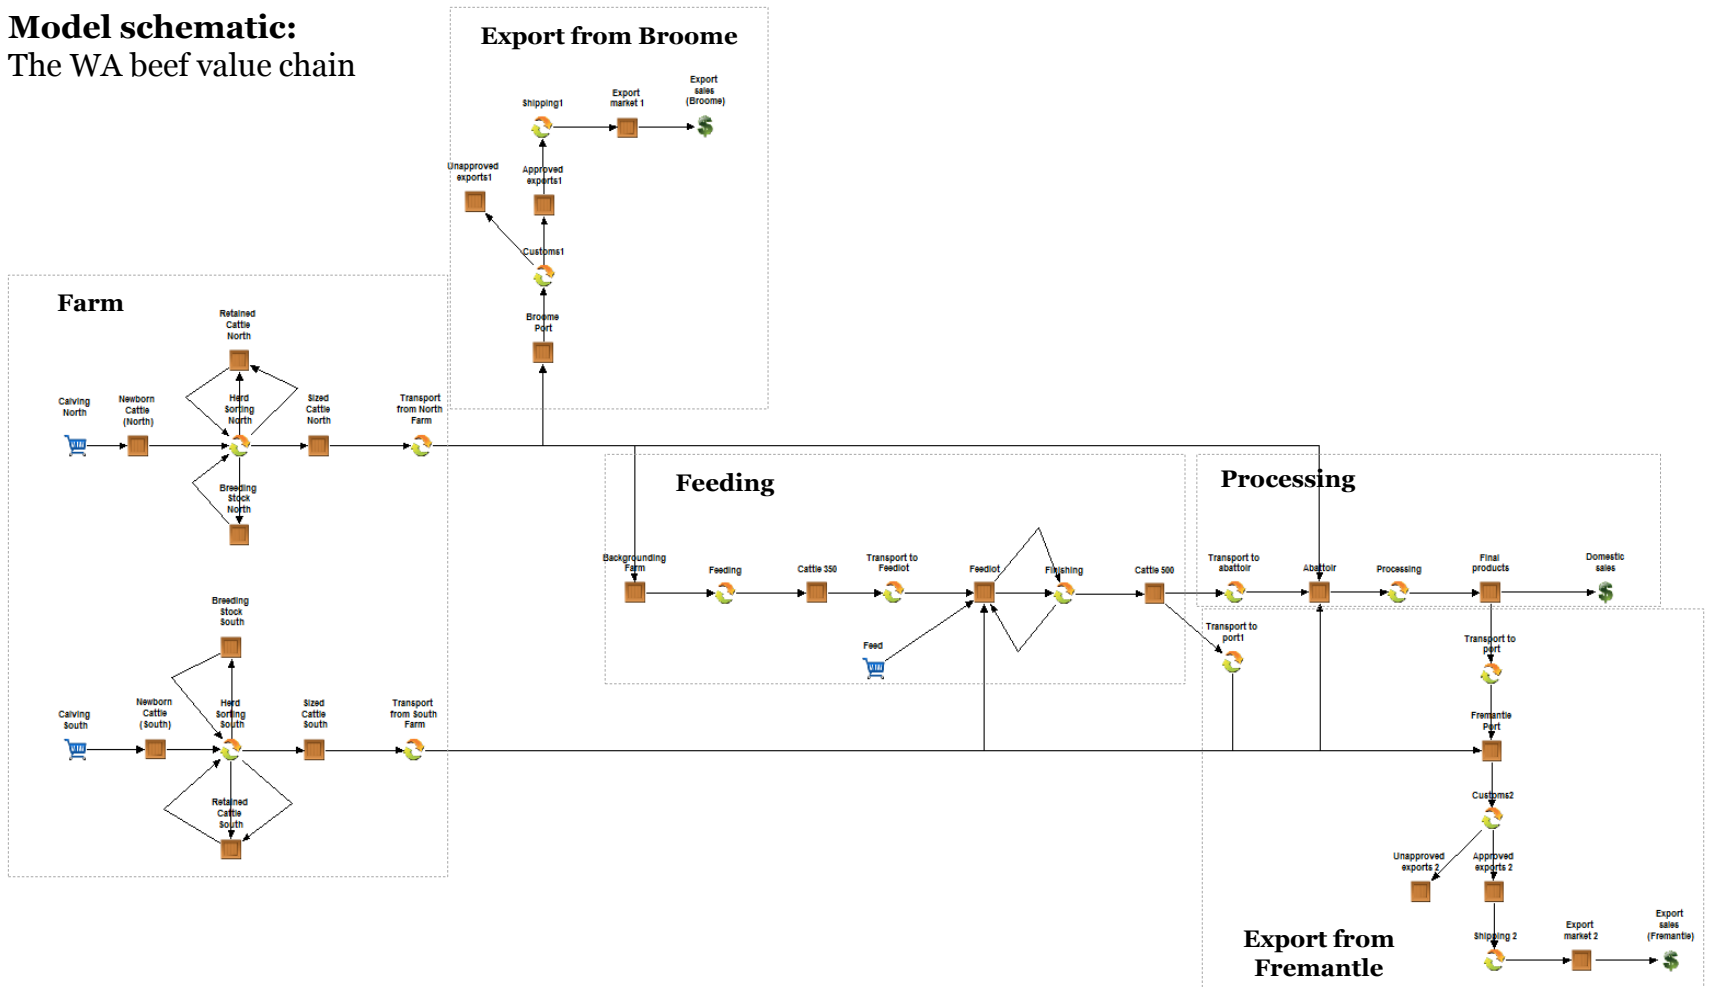 Model schematic:
The WA beef value chain
Export from Broome
Export
sales
(Broome)
Export
market 1
Shipping1
Unapproved
exports1
Approved
exports1
Customs1
Broome
Port
Farm
Retained
Cattle
North
Calving
North
Newborn
Cattle
(North)
Herd
Sorting
North
Sized
Cattle
North
Transport
from North
Farm
Breeding
Stock
North
Breeding
Stock
South
Calving
South
Newborn
Cattle
(South)
Herd
Sorting
South
Sized
Cattle
South
Transport
from South
Farm
Retained
Cattle
South
Feeding
Backgrounding
Farm
Feeding
Cattle 350
Transport to
Feedlot
Feedlot
Finishing
Cattle 500
Feed
Processing
Transport to
abattoir
Abattoir
Processing
Final
products
Domestic
sales
Transport to
port1
Transport to
port
Fremantle
Port
Customs2
Unapproved
exports 2
Approved
exports 2
Shipping 2
Export
market 2
Export
sales
(Fremantle)
Export from
Fremantle